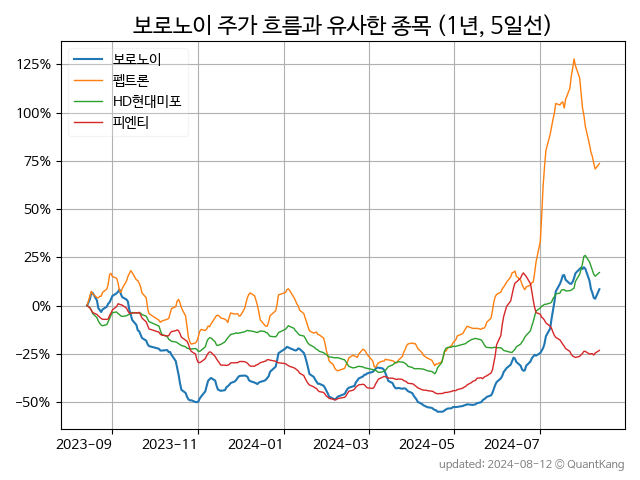 보로노이 주가 흐름과 유사한 종목 (1년, 5일선)
보로노이
펩트론
HD현대미포
피엔티
125%
100%
75%
50%
25%
0%
−25%
−50%
2023-09 2023-11 2024-01 2024-03 2024-05 2024-07
updated: 2024-08-12 © QuantKang